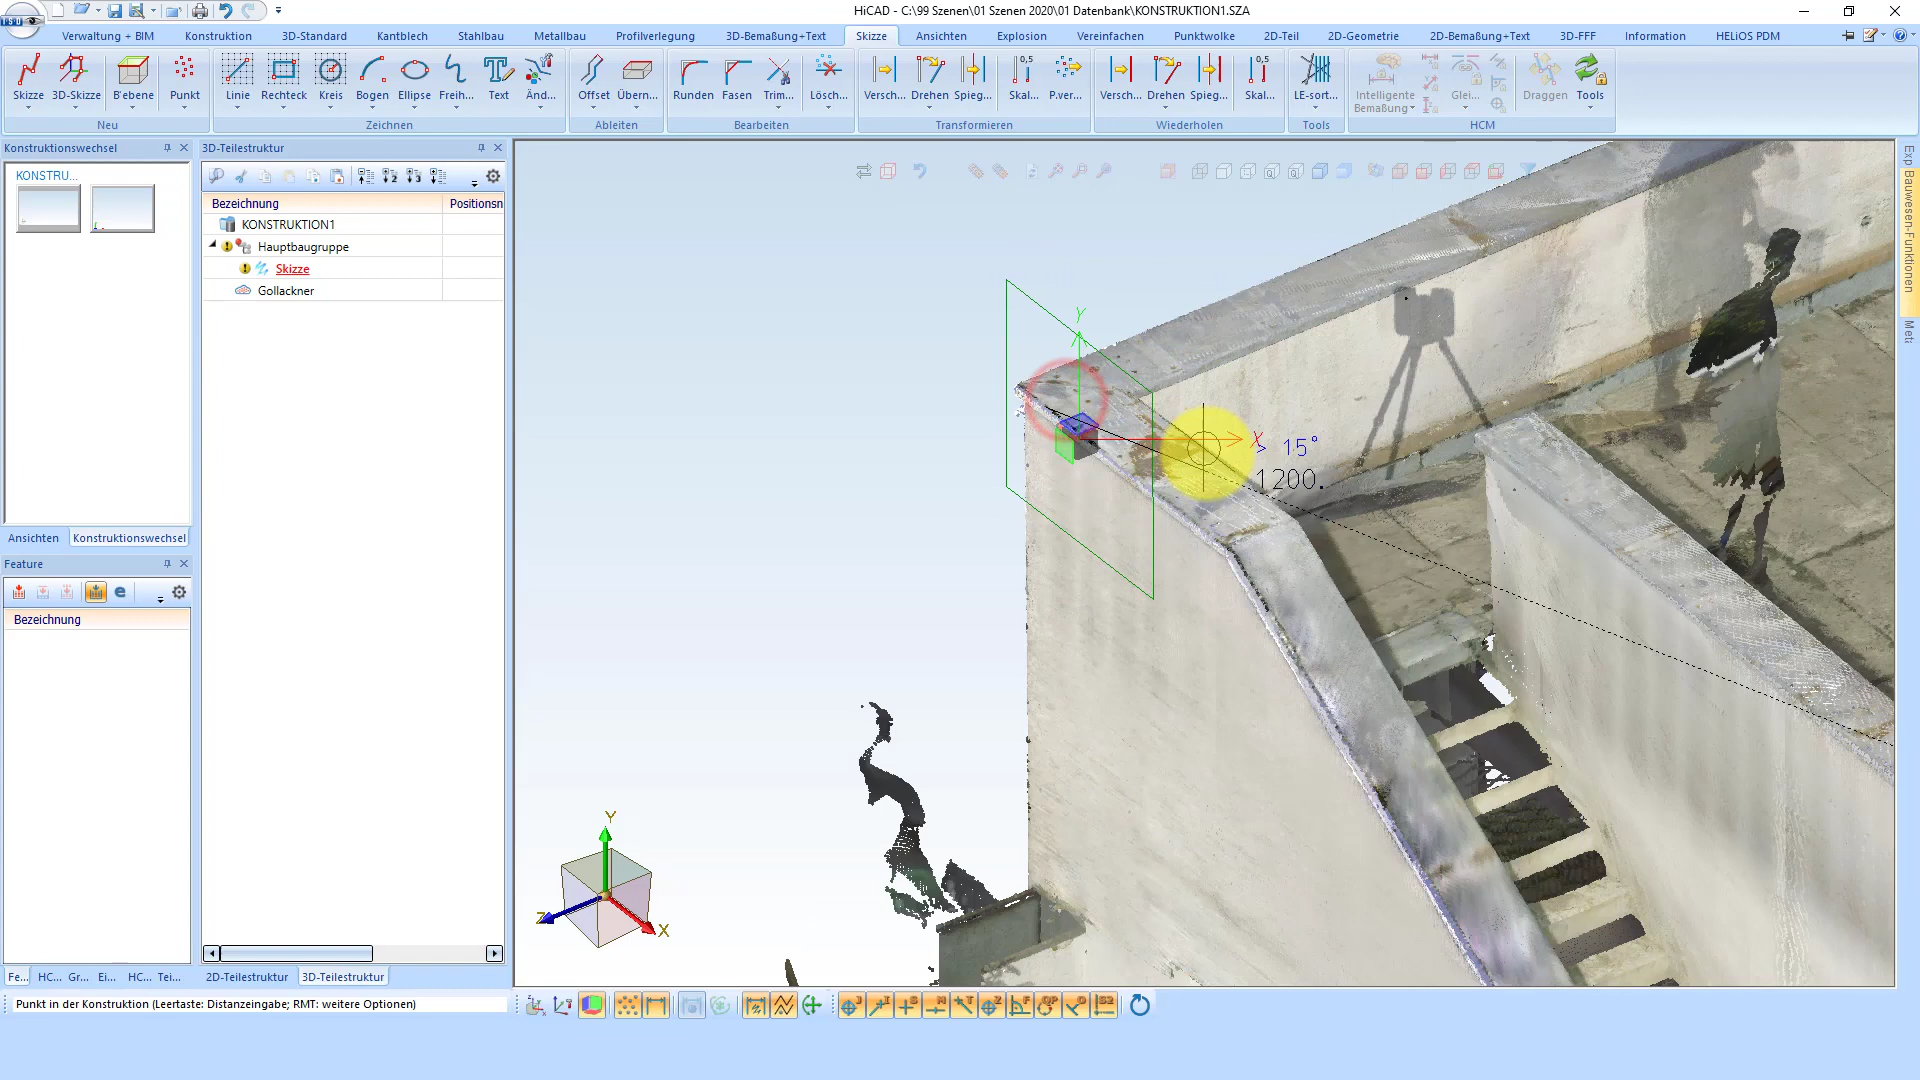 HiCAD - C:\99 Szenen\01 Szenen 2020\01 Datenbank\KONSTRUKTION1.SZA
ISD
Verwaltung + BIM Konstruktion 3D-Standard Kantblech Stahlbau Metallbau Profilverlegung 3D-Bemaßung+Text Skizze Ansichten Explosion Vereinfachen Punktwolke 2D-Teil 2D-Geometrie 2D-Bemaßung+Text 3D-FFF Information HELiOS PDM
Skizze 3D-Skizze B'ebene Punkt Linie Rechteck Kreis Bogen Ellipse Freih... Text Änd... Offset Übern... Runden Fasen Trim... Lösch... Versch... Drehen Spieg... Skal... P.ver... Versch... Drehen Spieg... Skal... LE-sort... Intelligente Bemaßung Glei... Draggen Tools
Neu Zeichnen Ableiten Bearbeiten Transformieren Wiederholen Tools HCM
Konstruktionswechsel
3D-Teilestruktur
KONSTRU...
Bezeichnung Positionsn
KONSTRUKTION1
Hauptbaugruppe
Skizze
Gollackner
Ansichten Konstruktionswechsel
Feature
Bezeichnung
Y
X
> 15°
1200.
Y
Z
X
Exp
Bauwesen-Funktionen
Met
Fe... HC... Gr... Ei... HC... Tei... 2D-Teilestruktur 3D-Teilestruktur
Punkt in der Konstruktion (Leertaste: Distanzeingabe; RMT: weitere Optionen)